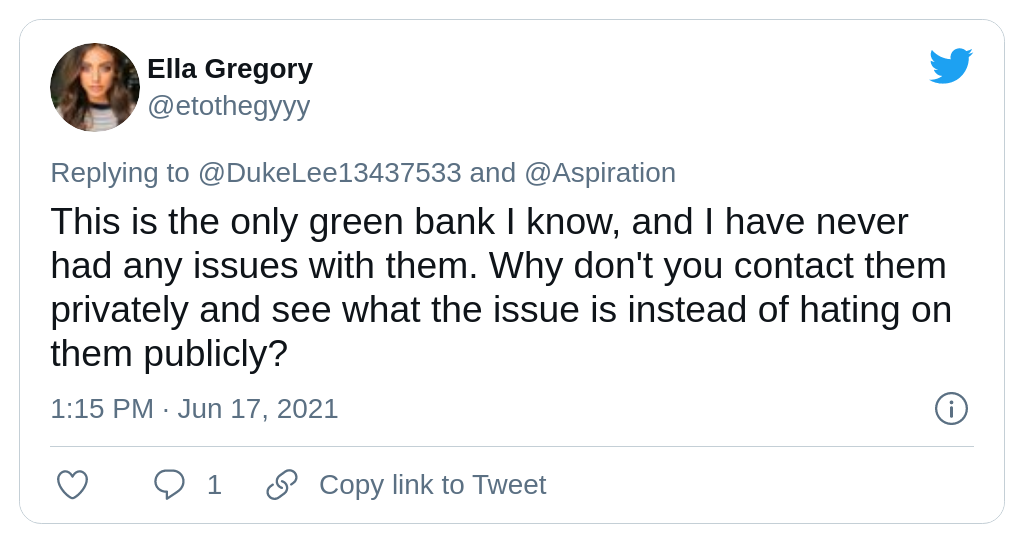 Ella Gregory
@etothegyyy
Replying to @DukeLee13437533 and @Aspiration
This is the only green bank I know, and I have never
had any issues with them. Why don't you contact them
privately and see what the issue is instead of hating on
them publicly?
1:15 PM · Jun 17, 2021
1
Copy link to Tweet